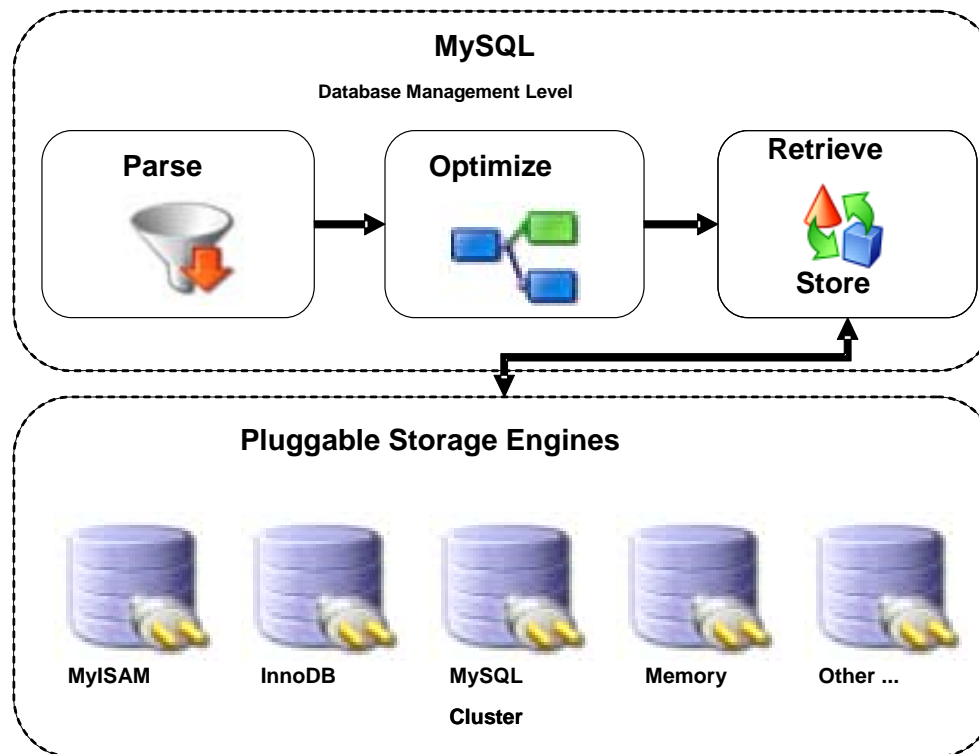 MySQL
Database Management Level
Parse
Optimize
Retrieve
Store
Pluggable Storage Engines
MyISAM
InnoDB
MySQL
Memory
Other ...
Cluster